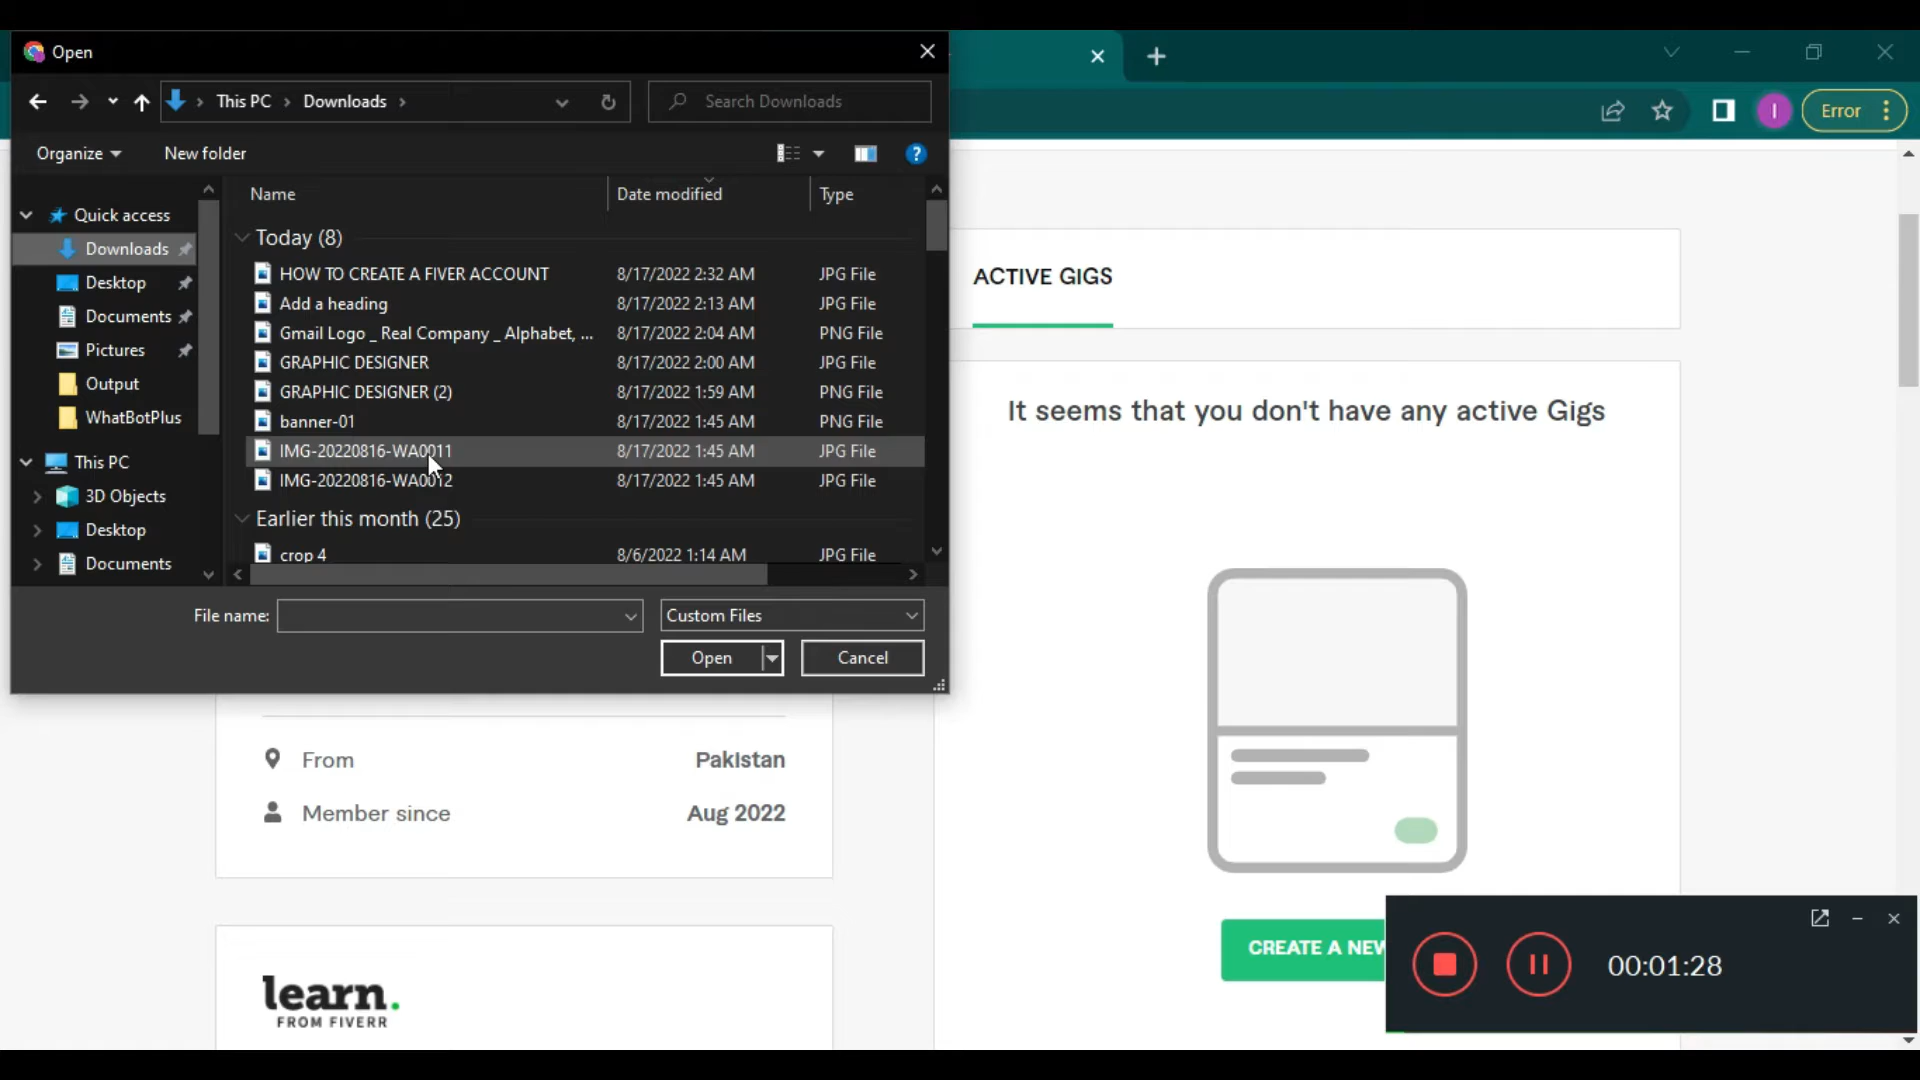 Open
This PC > Downloads >
Search Downloads
Error
Organize
New folder
Name
Date modified
Type
Quick access
Downloads
Desktop
Documents
Pictures
Output
WhatBotPlus
This PC
3D Objects
Desktop
Documents
Today (8)
HOW TO CREATE A FIVER ACCOUNT 8/17/2022 2:32 AM JPG File
Add a heading 8/17/2022 2:13 AM JPG File
Gmail Logo _ Real Company _ Alphabet, ... 8/17/2022 2:04 AM PNG File
GRAPHIC DESIGNER 8/17/2022 2:00 AM JPG File
GRAPHIC DESIGNER (2) 8/17/2022 1:59 AM PNG File
banner-01 8/17/2022 1:45 AM PNG File
IMG-20220816-WA0011 8/17/2022 1:45 AM JPG File
IMG-20220816-WA0012 8/17/2022 1:45 AM JPG File
Earlier this month (25)
crop 4 8/6/2022 1:14 AM JPG File
File name:
Custom Files
Open
Cancel
ACTIVE GIGS
It seems that you don't have any active Gigs
From Pakistan
Member since Aug 2022
CREATE A NEW
00:01:28
learn.
FROM FIVERR